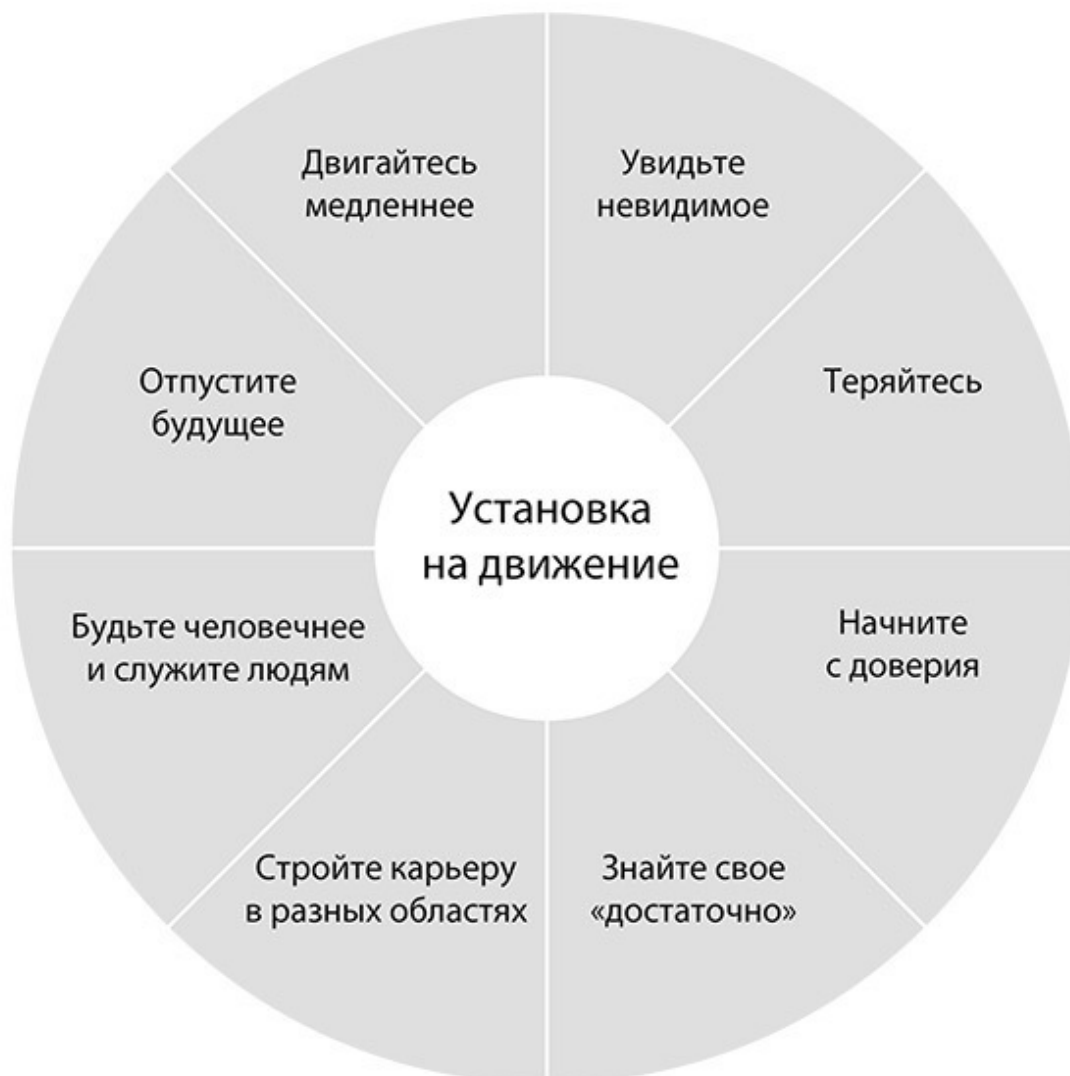 Двигайтесь
медленнее
Увидьте
невидимое
Теряйтесь
Начните
с доверия
Знайте свое
«достаточно»
Стройте карьеру
в разных областях
Будьте человечнее
и служите людям
Отпустите
будущее
Установка
на движение